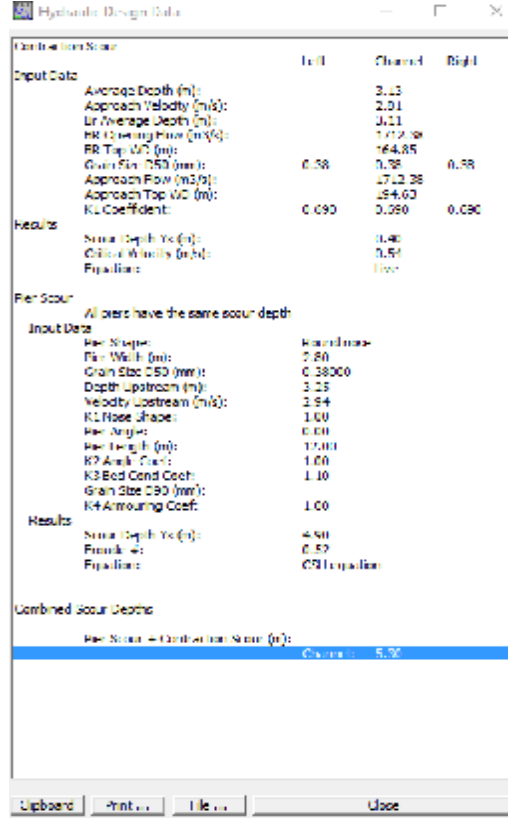 Hydraulic Design Data
Contraction Scour
Left Channel Right
Input Data
Average Depth (m): 3.13
Approach Velocity (m/s): 2.81
Br Average Depth (m): 3.11
BR Opening Flow (m3/s): 1712.38
BR Top WD (m): 164.85
Grain Size D50 (mm): 0.38 0.38 0.38
Approach Flow (m3/s): 1712.38
Approach Top WD (m): 194.63
K1 Coefficient: 0.690 0.690 0.690
Results
Scour Depth Ys (m): 0.40
Critical Velocity (m/s): 0.54
Equation: Live
Pier Scour
All piers have the same scour depth
Input Data
Pier Shape: Round nose
Pier Width (m): 2.80
Grain Size D50 (mm): 0.38000
Depth Upstream (m): 3.25
Velocity Upstream (m/s): 2.94
K1 Nose Shape: 1.00
Pier Angle: 0.00
Pier Length (m): 12.00
K2 Angle Coef: 1.00
K3 Bed Cond Coef: 1.10
Grain Size D90 (mm):
K4 Armouring Coef: 1.00
Results
Scour Depth Ys (m): 4.90
Froude #: 0.52
Equation: CSU equation
Combined Scour Depths
Pier Scour + Contraction Scour (m):
Channel: 5.30
Clipboard Print ... File ... Close